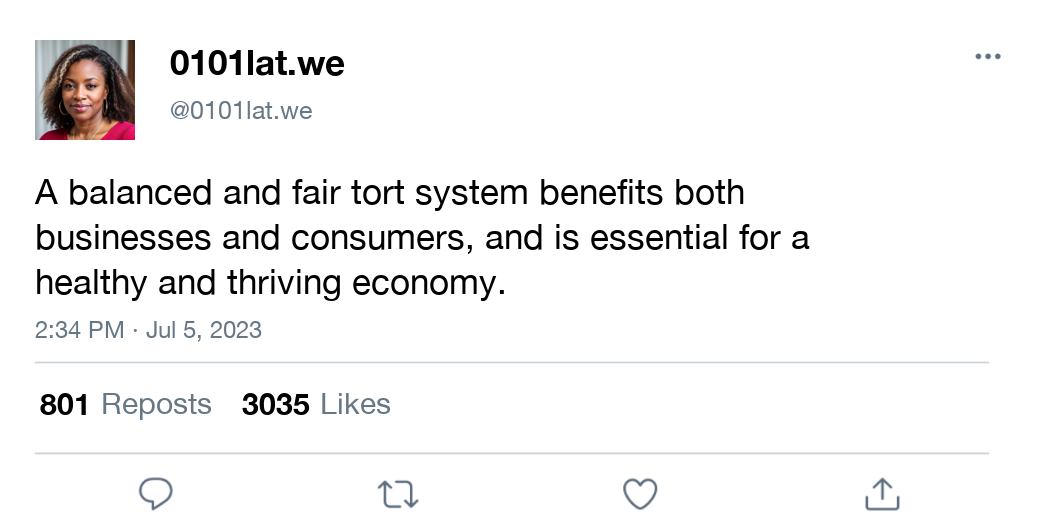 0101lat.we
@0101lat.we
A balanced and fair tort system benefits both
businesses and consumers, and is essential for a
healthy and thriving economy.
2:34 PM · Jul 5, 2023
801 Reposts 3035 Likes